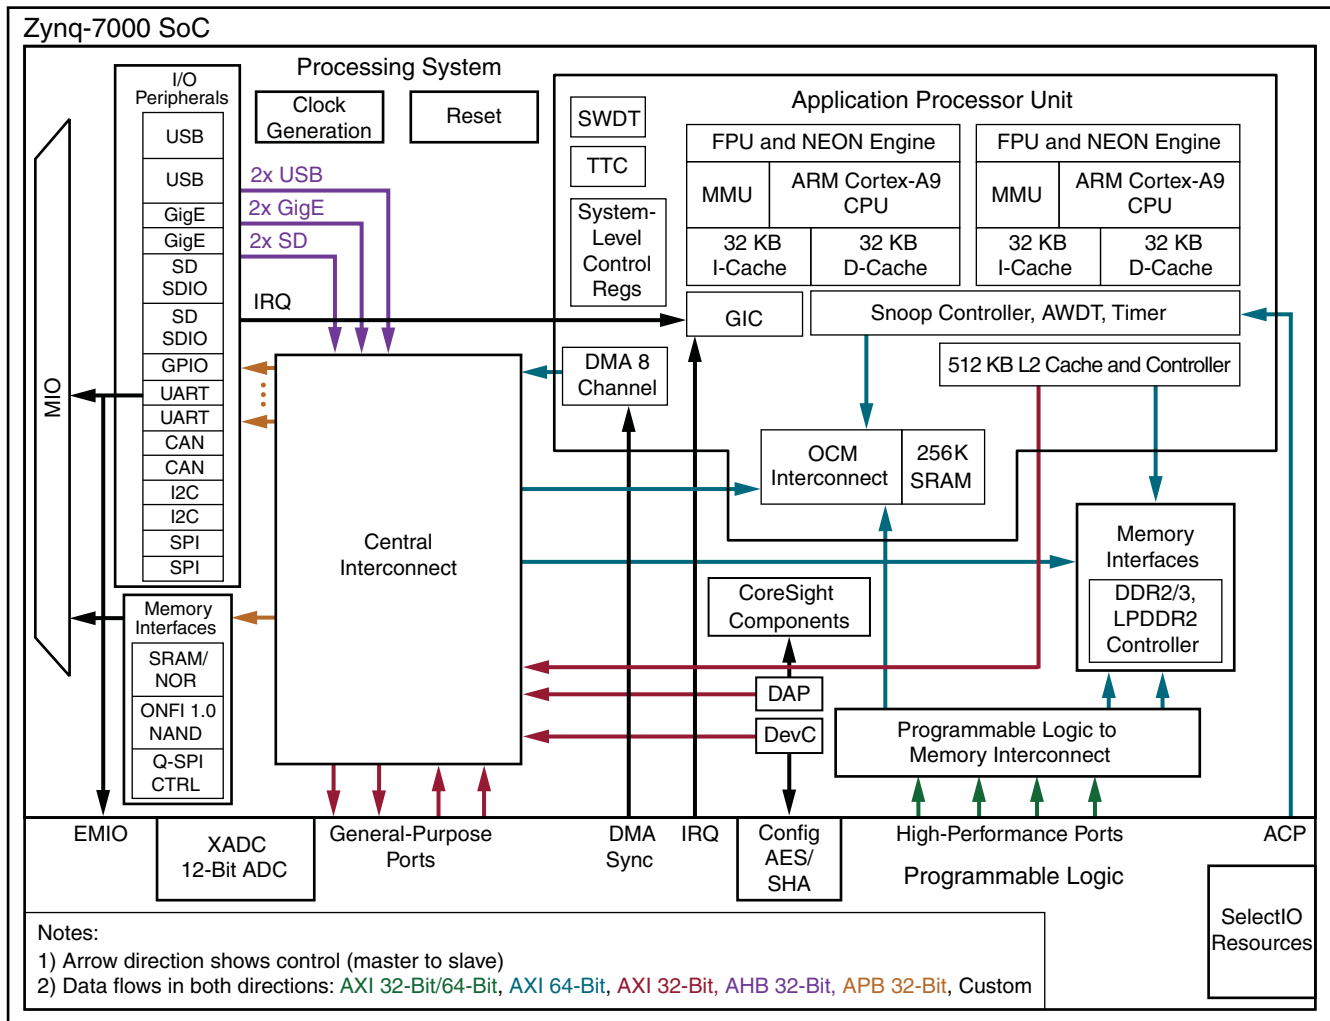 Zynq-7000 SoC
Processing System
I/O
Peripherals
USB
USB
GigE
GigE
SD
SDIO
SD
SDIO
GPIO
UART
UART
CAN
CAN
I2C
I2C
SPI
SPI
MIO
Clock
Generation
Reset
2x USB
2x GigE
2x SD
IRQ
Application Processor Unit
SWDT
TTC
System-
Level
Control
Regs
FPU and NEON Engine
MMU
ARM Cortex-A9
CPU
32 KB
I-Cache
32 KB
D-Cache
FPU and NEON Engine
MMU
ARM Cortex-A9
CPU
32 KB
I-Cache
32 KB
D-Cache
GIC
Snoop Controller, AWDT, Timer
DMA 8
Channel
512 KB L2 Cache and Controller
OCM
Interconnect
256K
SRAM
Central
Interconnect
Memory
Interfaces
DDR2/3,
LPDDR2
Controller
CoreSight
Components
DAP
DevC
Programmable Logic to
Memory Interconnect
Memory
Interfaces
SRAM/
NOR
ONFI 1.0
NAND
Q-SPI
CTRL
EMIO
XADC
12-Bit ADC
General-Purpose
Ports
DMA
Sync
IRQ
Config
AES/
SHA
High-Performance Ports
ACP
Programmable Logic
SelectIO
Resources
Notes:
1) Arrow direction shows control (master to slave)
2) Data flows in both directions: AXI 32-Bit/64-Bit, AXI 64-Bit, AXI 32-Bit, AHB 32-Bit, APB 32-Bit, Custom